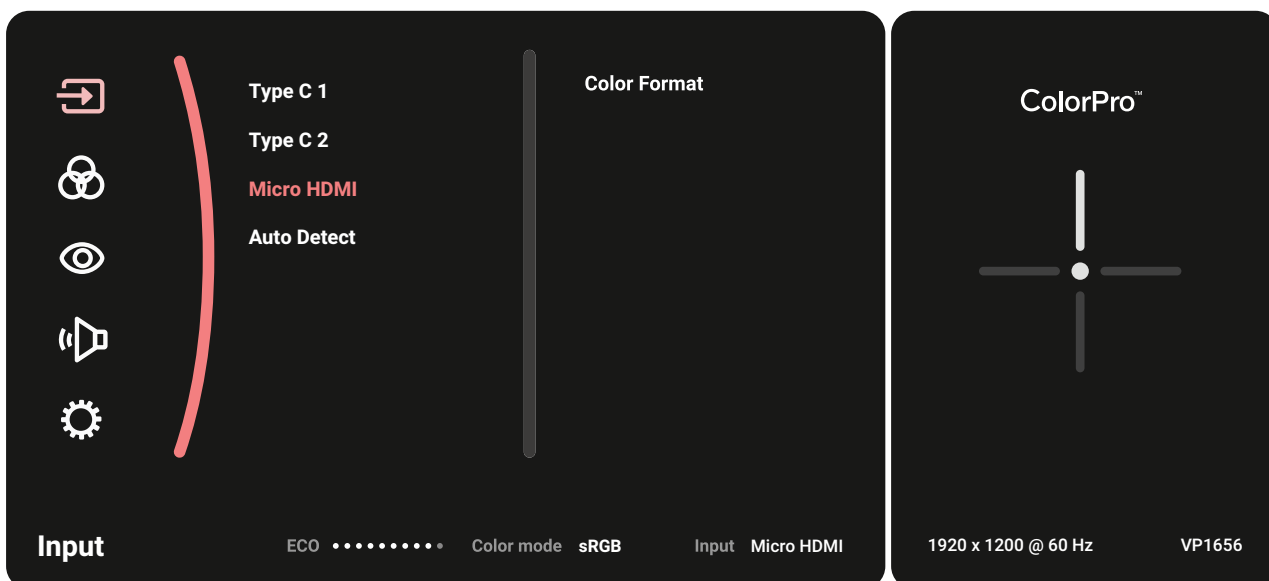 Type C 1
Type C 2
Micro HDMI
Auto Detect
Color Format
Input
ECO
Color mode sRGB
Input Micro HDMI
ColorPro™
1920 x 1200 @ 60 Hz
VP1656